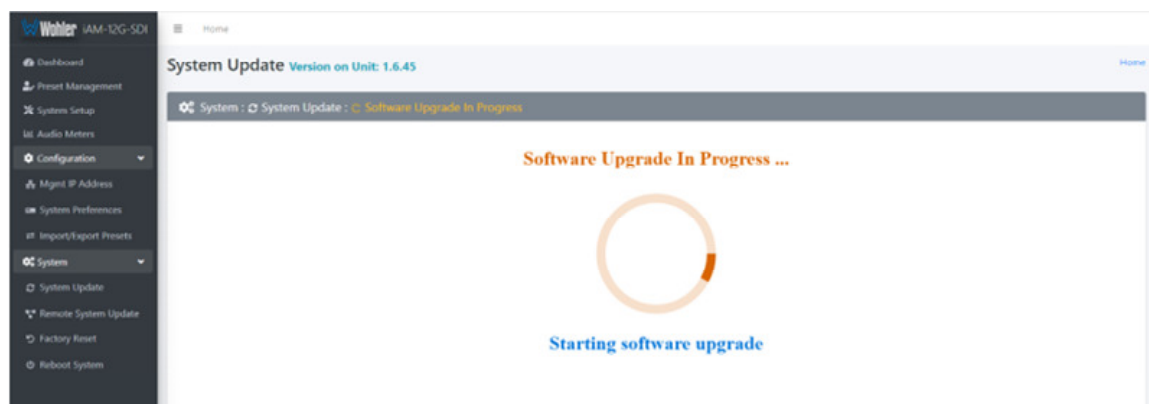 Wohler iAM-12G-SDI
Home
Dashboard
Preset Management
System Setup
Audio Meters
Configuration
Mgmt IP Address
System Preferences
Import/Export Presets
System
System Update
Remote System Update
Factory Reset
Reboot System
System Update Version on Unit: 1.6.45
Home
System : System Update : Software Upgrade In Progress
Software Upgrade In Progress ...
Starting software upgrade